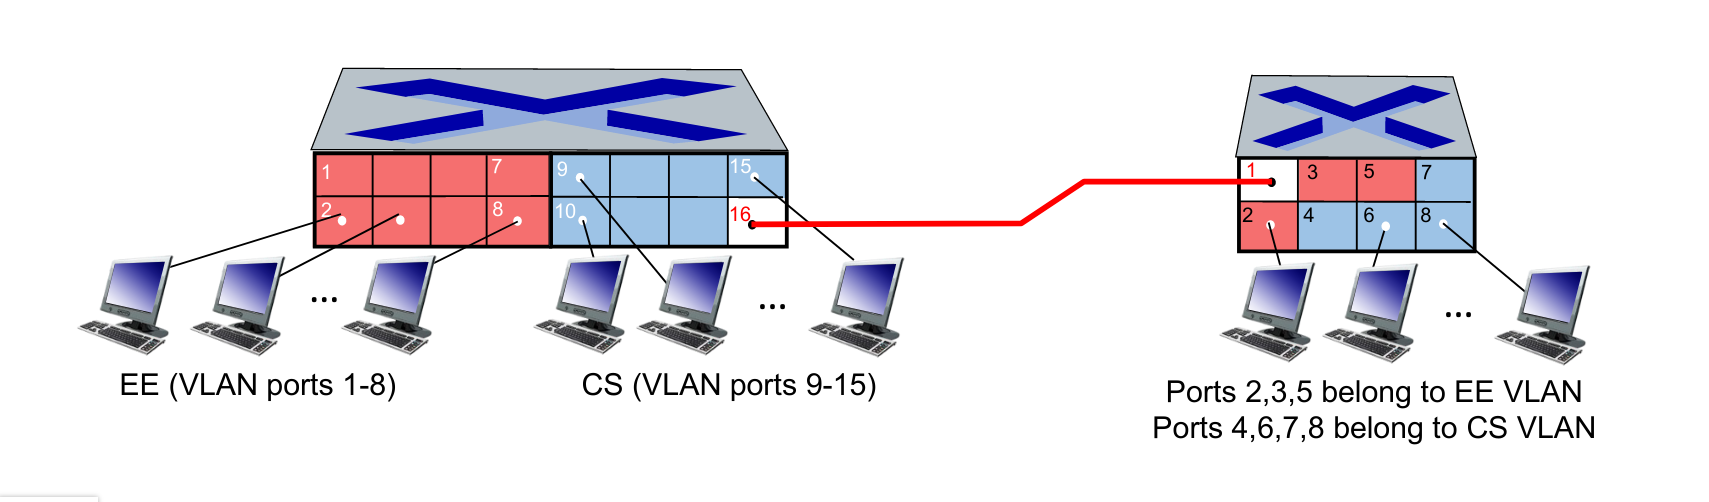 1 7 9 15
2 8 10 16
1 3 5 7
2 4 6 8
... ... ...
EE (VLAN ports 1-8)
CS (VLAN ports 9-15)
Ports 2,3,5 belong to EE VLAN
Ports 4,6,7,8 belong to CS VLAN